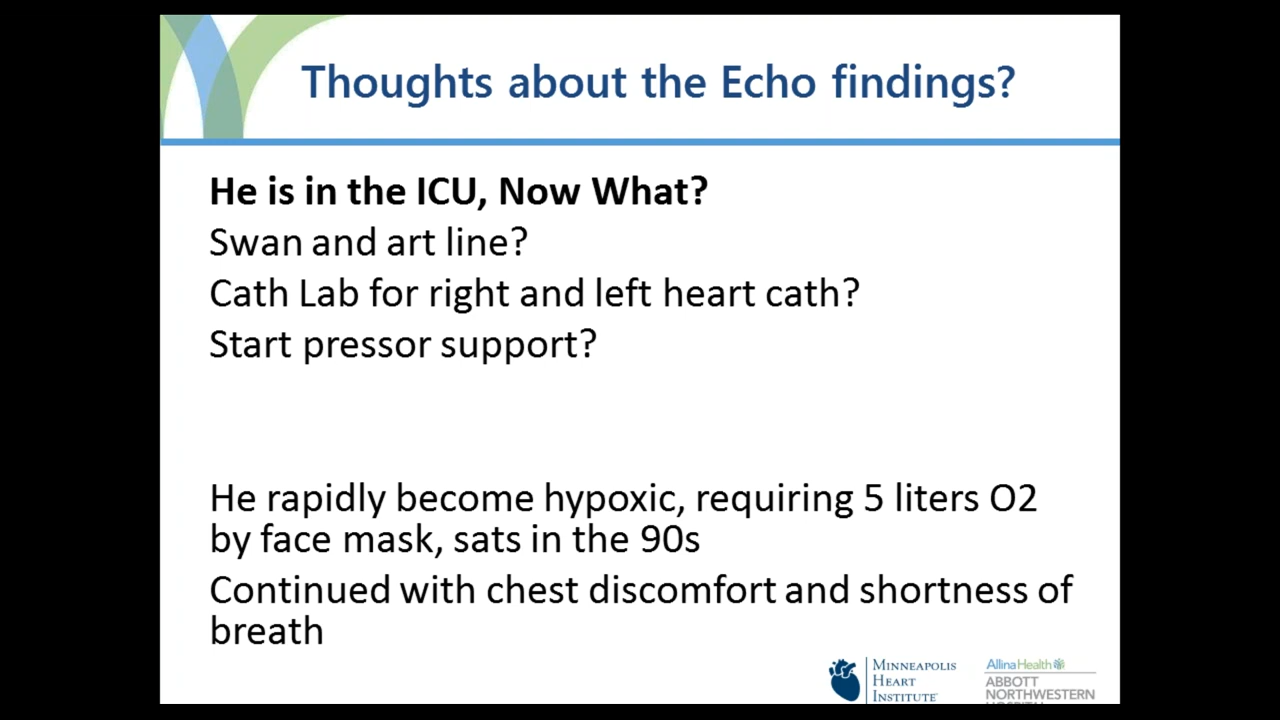 Thoughts about the Echo findings?
He is in the ICU, Now What?
Swan and art line?
Cath Lab for right and left heart cath?
Start pressor support?
He rapidly become hypoxic, requiring 5 liters O2
by face mask, sats in the 90s
Continued with chest discomfort and shortness of
breath
MINNEAPOLIS
HEART
INSTITUTE
AllinaHealth
ABBOTT
NORTHWESTERN
HOSPITAL